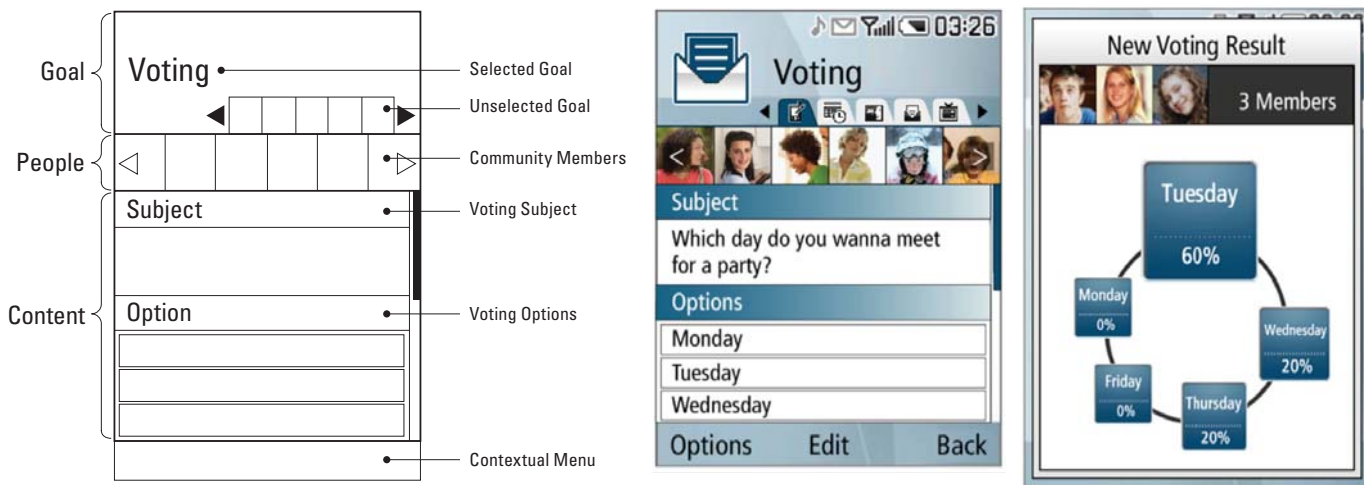 Goal
Voting
Selected Goal
Unselected Goal
People
Community Members
Content
Subject
Voting Subject
Option
Voting Options
Contextual Menu
03:26
Voting
Subject
Which day do you wanna meet
for a party?
Options
Monday
Tuesday
Wednesday
Options Edit Back
New Voting Result
3 Members
Tuesday
60%
Monday
0%
Wednesday
20%
Friday
0%
Thursday
20%